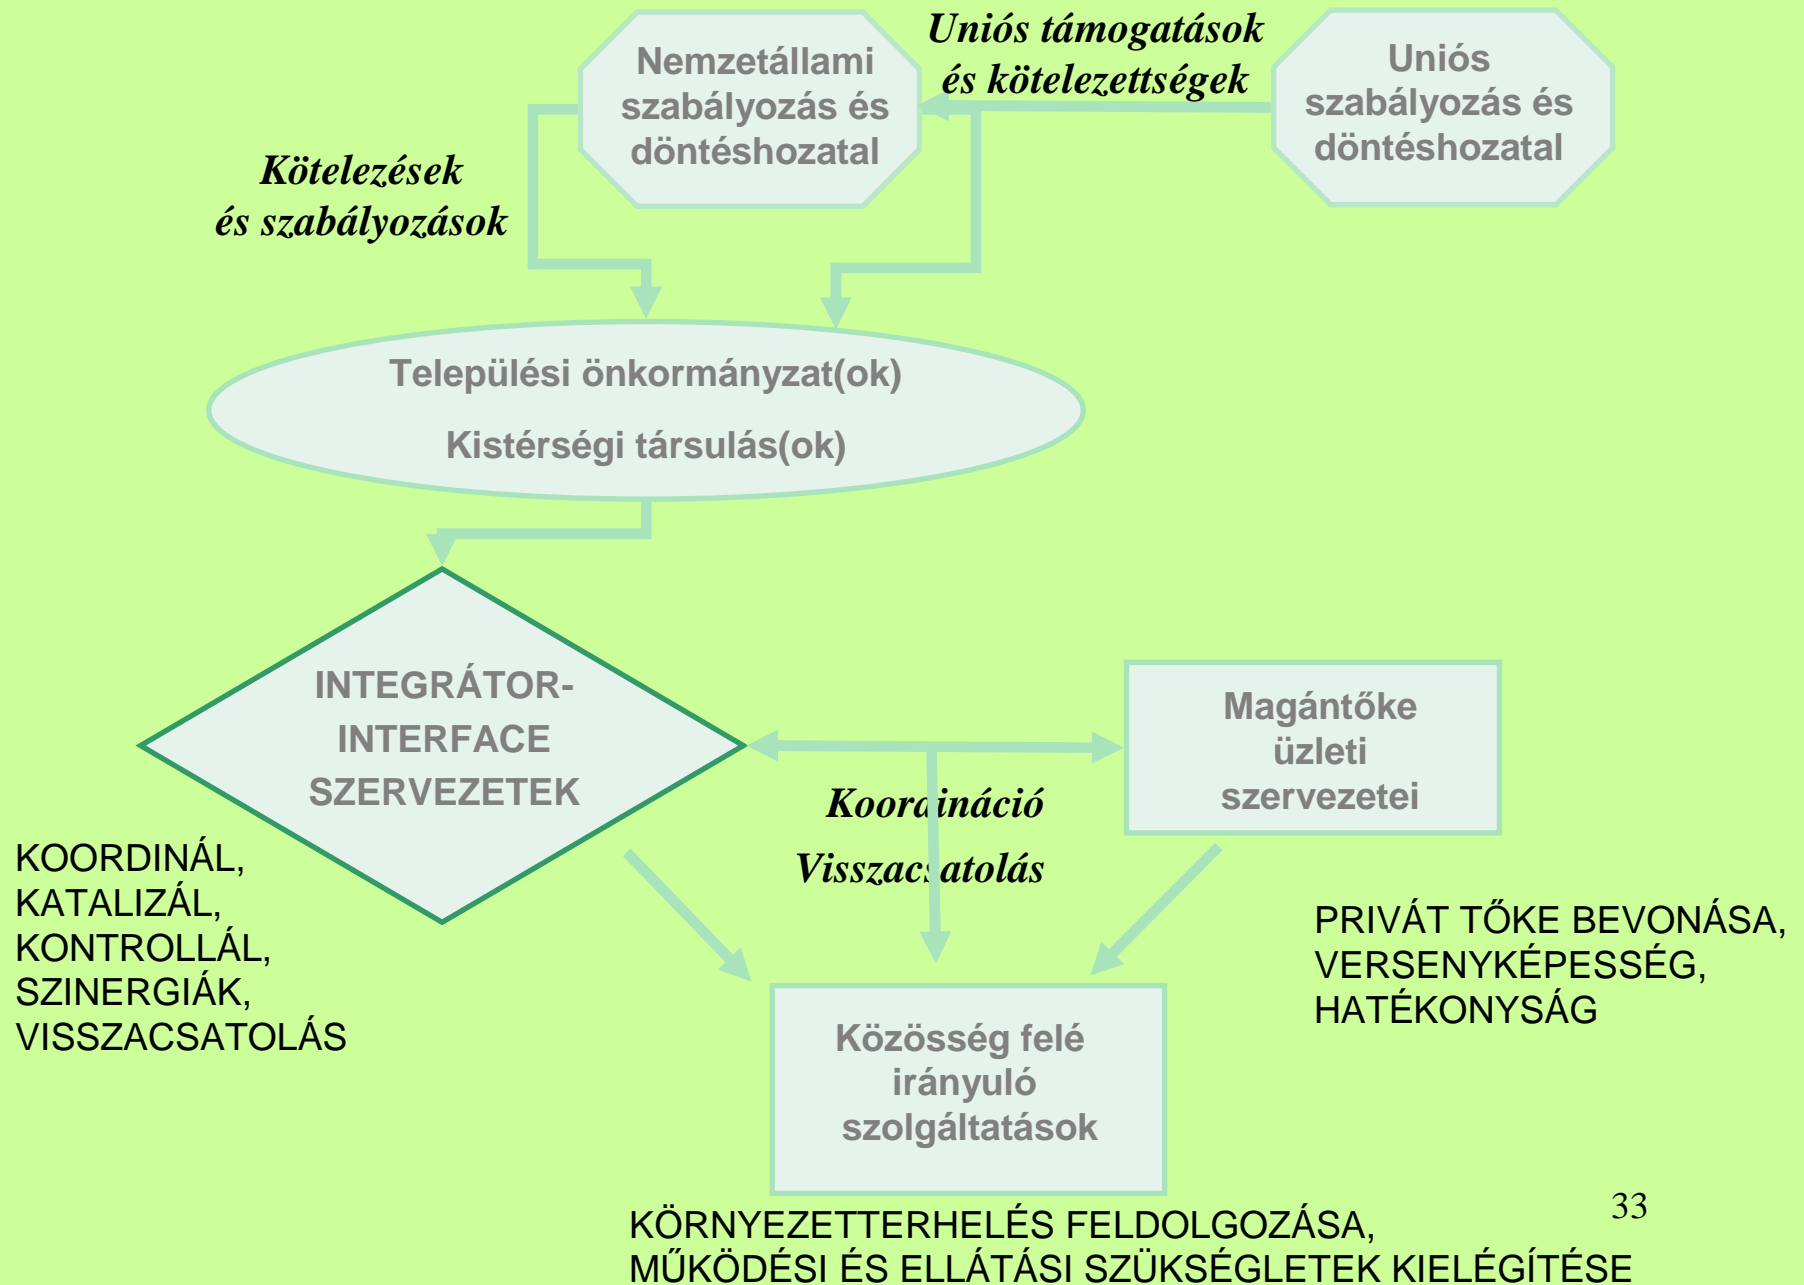 Uniós támogatások
és kötelezettségek
Nemzetállami
szabályozás és
döntéshozatal
Uniós
szabályozás és
döntéshozatal
Kötelezések
és szabályozások
Települési önkormányzat(ok)
Kistérségi társulás(ok)
INTEGRÁTOR-
INTERFACE
SZERVEZETEK
Magántőke
üzleti
szervezetei
Koordináció
Visszacsatolás
KOORDINÁL,
KATALIZÁL,
KONTROLLÁL,
SZINERGIÁK,
VISSZACSATOLÁS
PRIVÁT TŐKE BEVONÁSA,
VERSENYKÉPESSÉG,
HATÉKONYSÁG
Közösség felé
irányuló
szolgáltatások
33
KÖRNYEZETTERHELÉS FELDOLGOZÁSA,
MŰKÖDÉSI ÉS ELLÁTÁSI SZÜKSÉGLETEK KIELÉGÍTÉSE